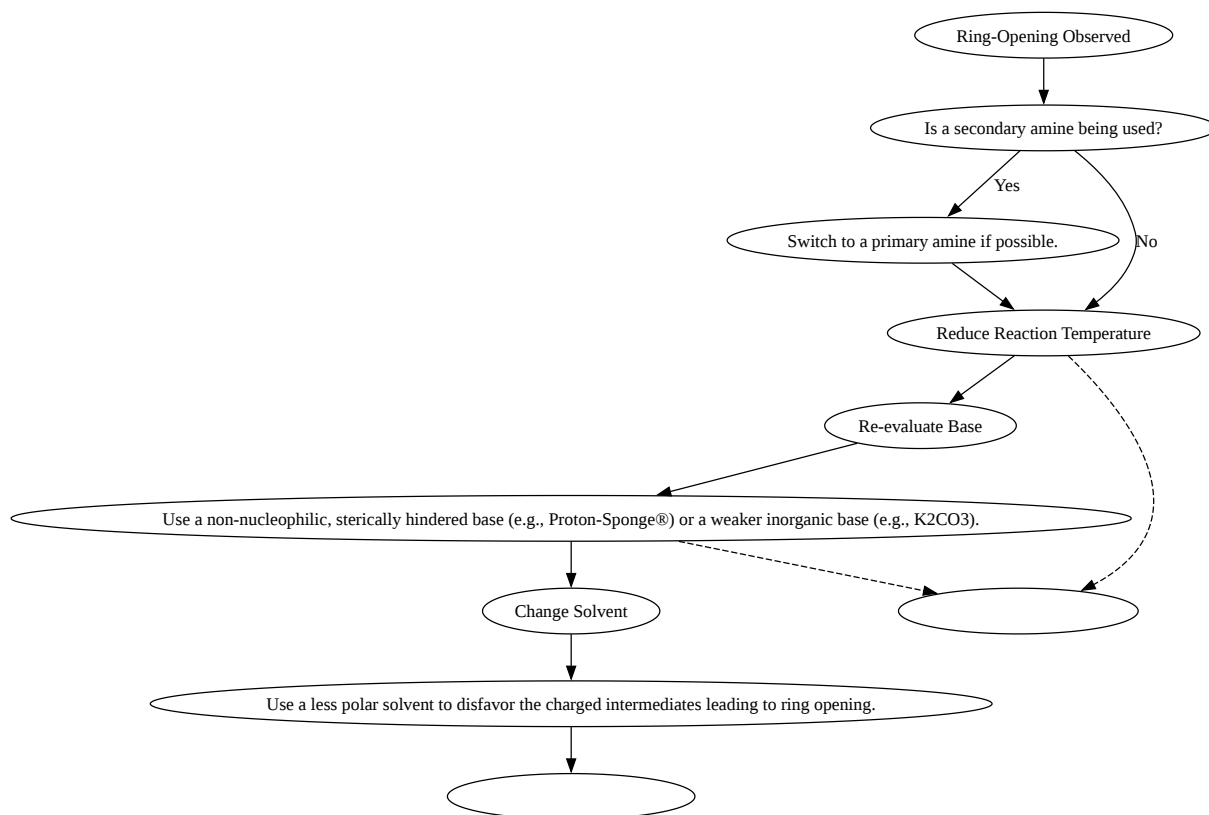 Ring-Opening Observed
Is a secondary amine being used?
Yes
Switch to a primary amine if possible.
No
Reduce Reaction Temperature
Re-evaluate Base
Use a non-nucleophilic, sterically hindered base (e.g., Proton-Sponge®) or a weaker inorganic base (e.g., K2CO3).
Change Solvent
Use a less polar solvent to disfavor the charged intermediates leading to ring opening.